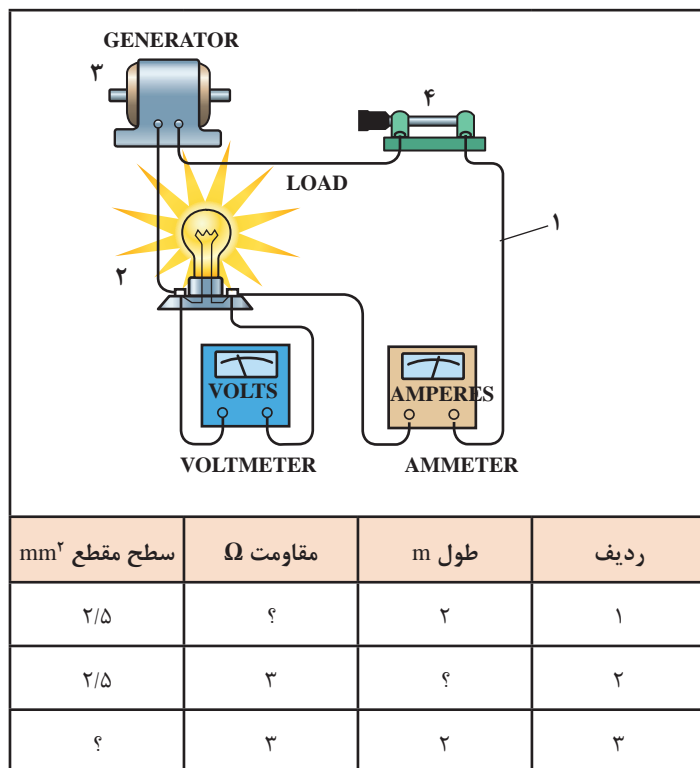 GENERATOR
۳
۴
LOAD
۱
۲
VOLTS
AMPERES
VOLTMETER
AMMETER
ردیف	طول m	مقاومت Ω	سطح مقطع mm۲
۱	۲	؟	۲/۵
۲	؟	۳	۲/۵
۳	۲	۳	؟